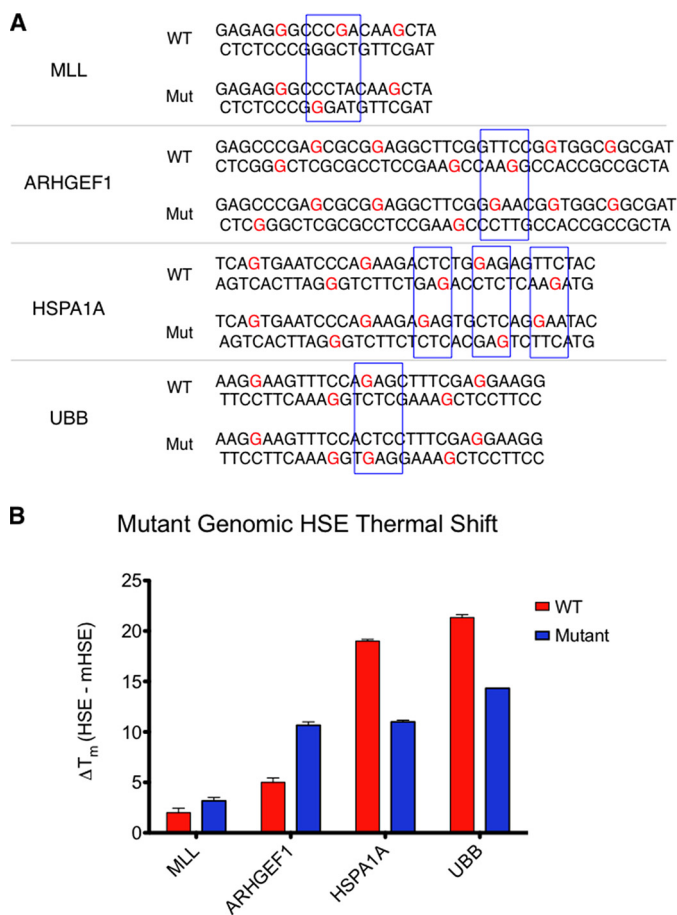 A
WT
GAGAGGGCCCGACAAGCTA
CTCTCCCGGGCTGTTCGAT
MLL
Mut
GAGAGGGCCCTACAAGCTA
CTCTCCCGGGATGTTCGAT
WT
GAGCCCGAGCGCGGAGGCTTCGGTTCCGGTGGCGGCGAT
CTCGGGCTCGCGCCTCCGAAGCCAAGGCCACCGCCGCTA
ARHGEF1
Mut
GAGCCCGAGCGCGGAGGCTTCGGGAACGGTGGCGGCGAT
CTCGGGCTCGCGCCTCCGAAGCCCTTGCCACCGCCGCTA
WT
TCAGTGAATCCCAGAAGACTCTGGAGAGTTCTAC
AGTCACTTAGGGTCTTCTGAGACCTCTCAAGATG
HSPA1A
Mut
TCAGTGAATCCCAGAAGAGAGTGCTCAGGAATAC
AGTCACTTAGGGTCTTCTCTCACGAGTCTTCATG
WT
AAGGAAGTTTCCAGAGCTTTCGAGGAAGG
TTCCTTCAAAGGTCTCGAAAGCTCCTTCC
UBB
Mut
AAGGAAGTTTCCACTCCTTTCGAGGAAGG
TTCCTTCAAAGGTGAGGAAAGCTCCTTCC
B
Mutant Genomic HSE Thermal Shift
ΔTm (HSE - mHSE)
25
20
15
10
5
0
WT
Mutant
MLL
ARHGEF1
HSPA1A
UBB